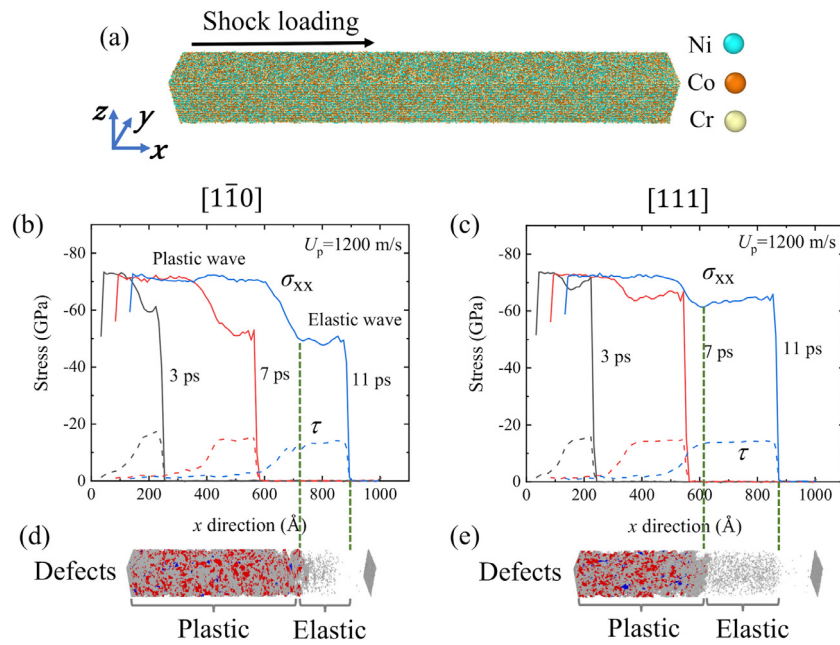 (a)
Shock loading
Ni
Co
Cr
z
y
x
[11̅0]
(b)
Uₚ=1200 m/s
Plastic wave
σXX
Elastic wave
3 ps
7 ps
11 ps
τ
Stress (GPa)
-80
-60
-40
-20
0
0 200 400 600 800 1000
x direction (Å)
[111]
(c)
Uₚ=1200 m/s
σXX
3 ps
7 ps
11 ps
τ
Stress (GPa)
-80
-60
-40
-20
0
0 200 400 600 800 1000
x direction (Å)
(d)
Defects
Plastic
Elastic
(e)
Defects
Plastic
Elastic